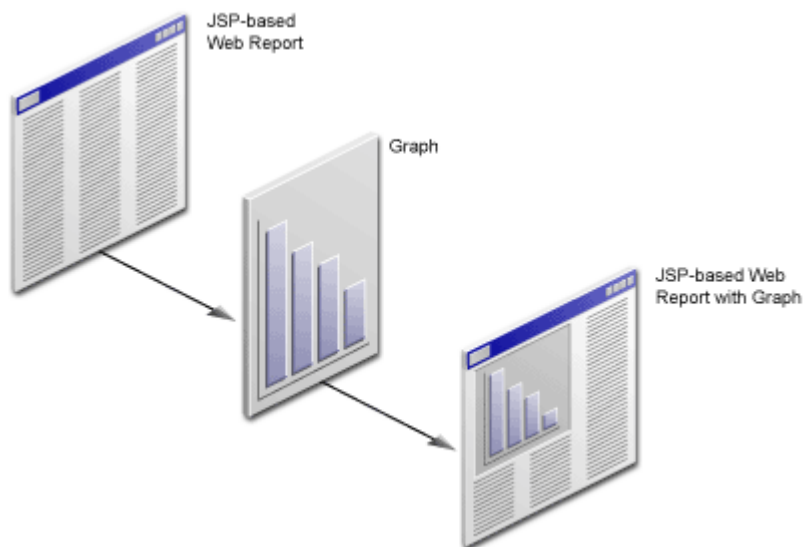 JSP-based
Web Report
Graph
JSP-based Web
Report with Graph